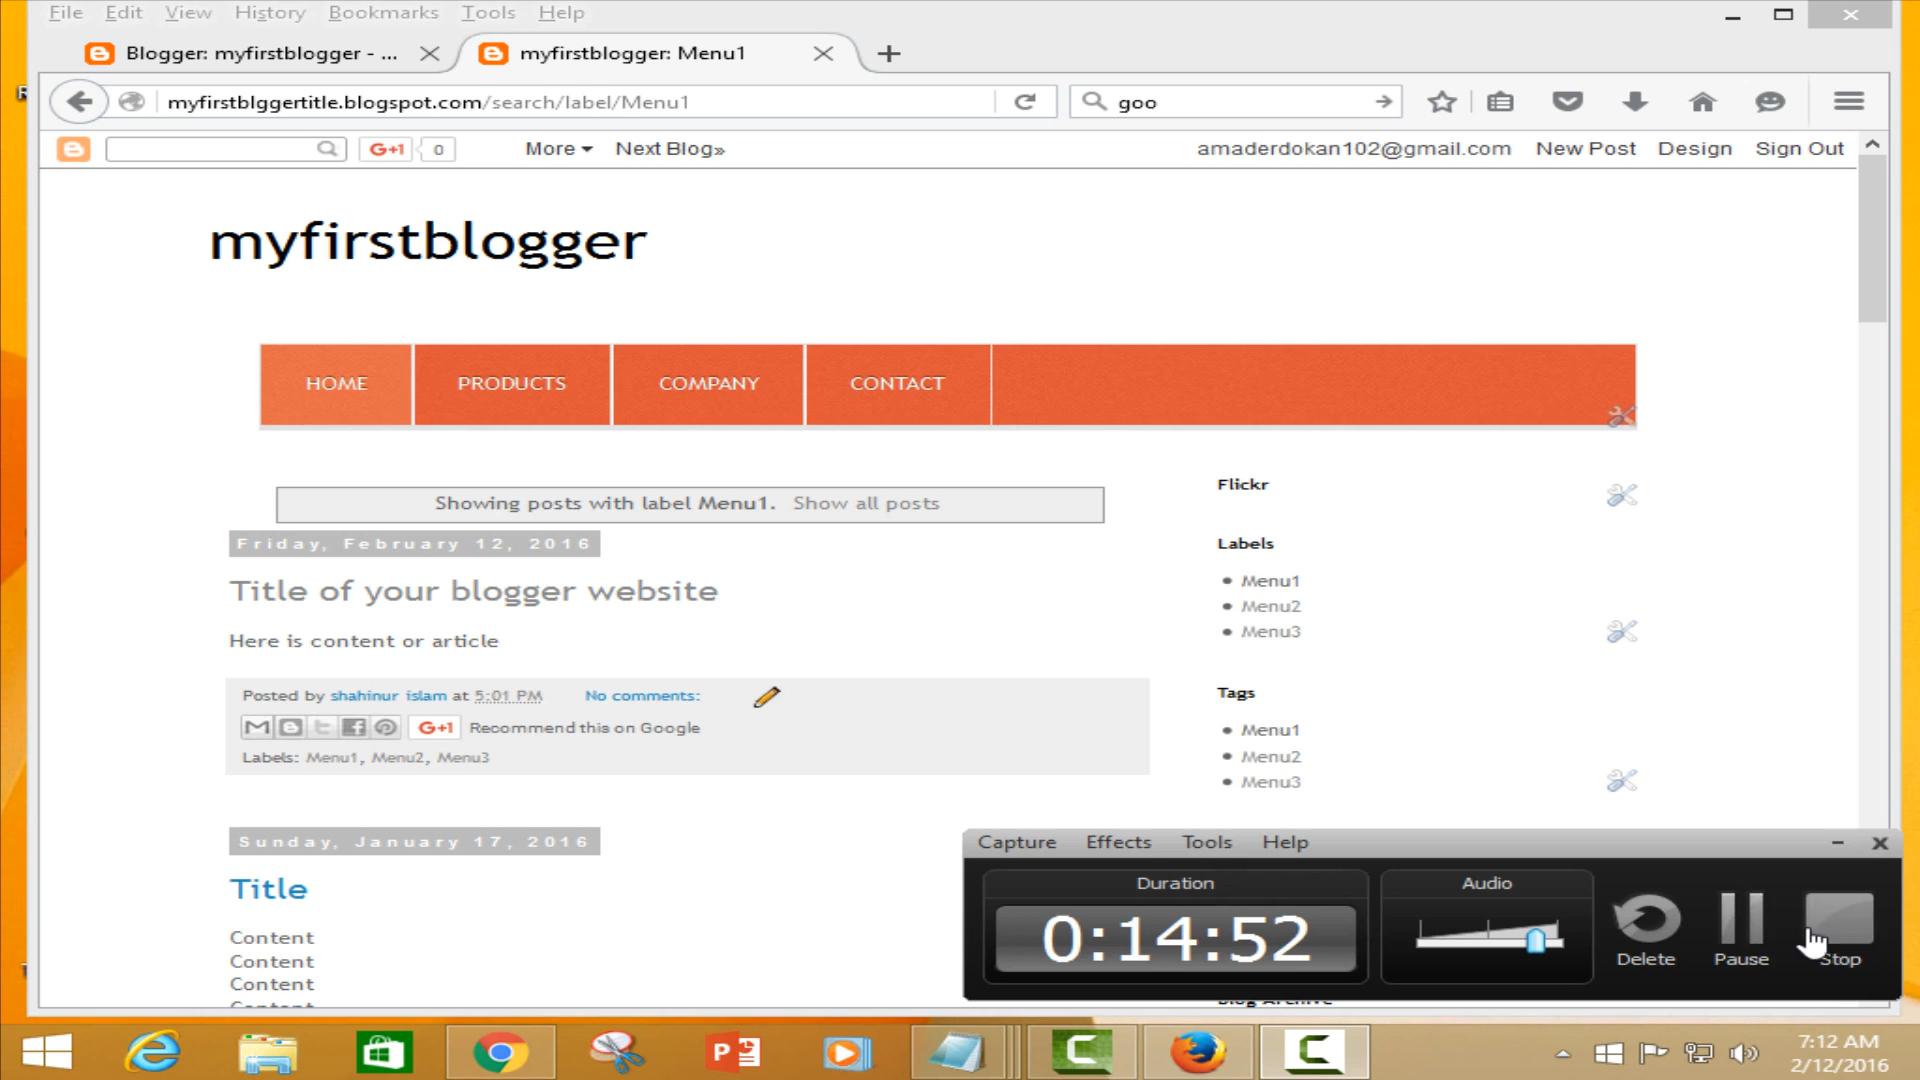 File Edit View History Bookmarks Tools Help
Blogger: myfirstblogger - ...
myfirstblogger: Menu1
myfirstblggertitle.blogspot.com/search/label/Menu1
goo
G+1 0 More Next Blog»
amaderdokan102@gmail.com New Post Design Sign Out
myfirstblogger
HOME PRODUCTS COMPANY CONTACT
Showing posts with label Menu1. Show all posts
Friday, February 12, 2016
Title of your blogger website
Here is content or article
Posted by shahinur islam at 5:01 PM No comments:
G+1 Recommend this on Google
Labels: Menu1, Menu2, Menu3
Sunday, January 17, 2016
Title
Content
Content
Content
Content
Flickr
Labels
Menu1
Menu2
Menu3
Tags
Menu1
Menu2
Menu3
Blog Archive
Capture Effects Tools Help
Duration
0:14:52
Audio
Delete Pause Stop
7:12 AM
2/12/2016